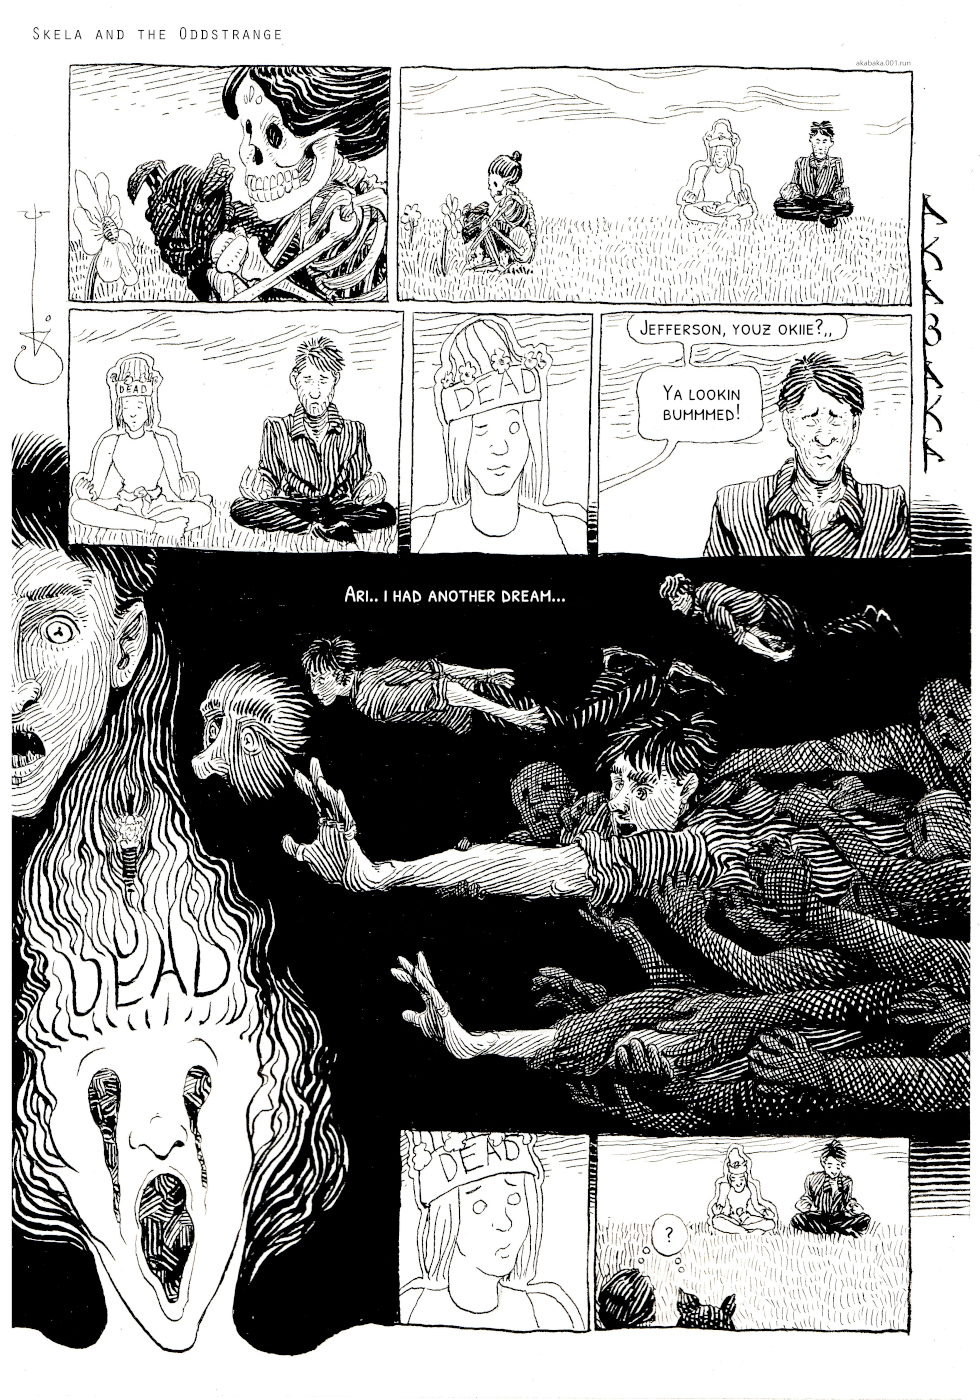 Skela and the Oddstrange
akabaka.001.run
DEAD
DEAD
Jefferson, youz okiie?,,
Ya lookin
bummmed!
Ari.. i had another dream...
DEAD
DEAD
?